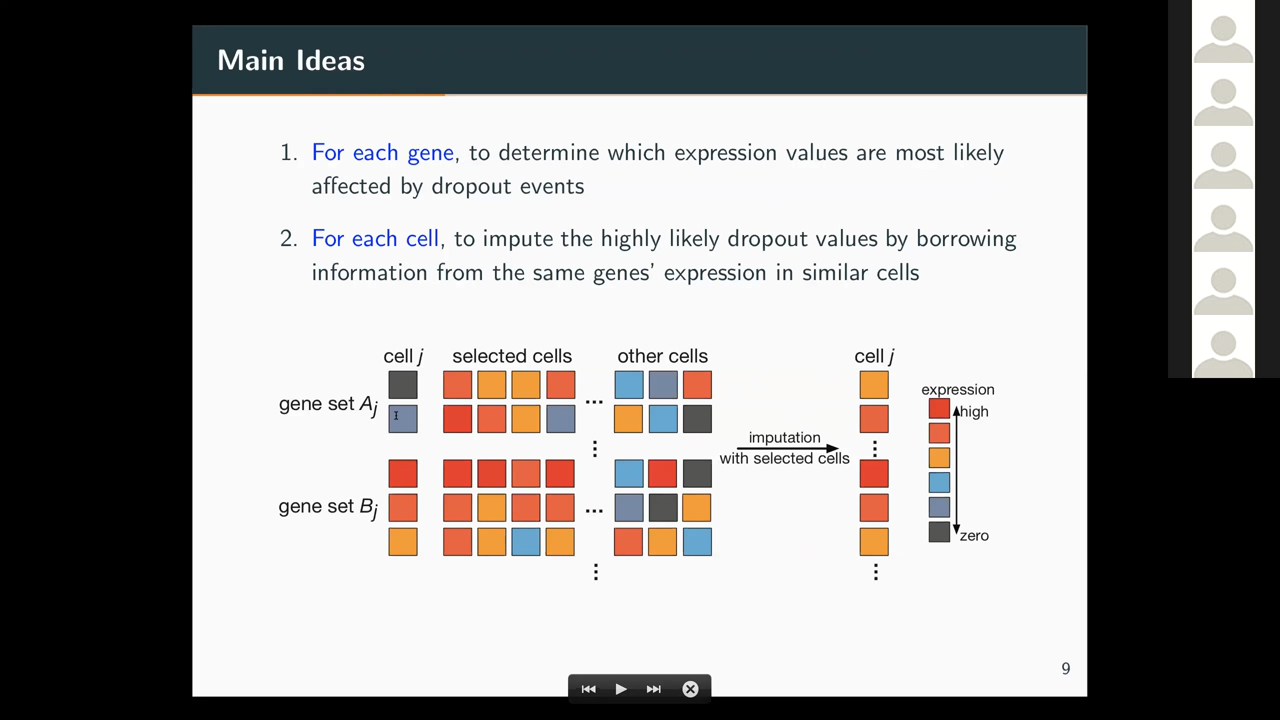 Main Ideas
1. For each gene, to determine which expression values are most likely
affected by dropout events
2. For each cell, to impute the highly likely dropout values by borrowing
information from the same genes' expression in similar cells
cell j
selected cells
other cells
cell j
gene set Aj
...
gene set Bj
...
imputation
with selected cells
expression
high
zero
9